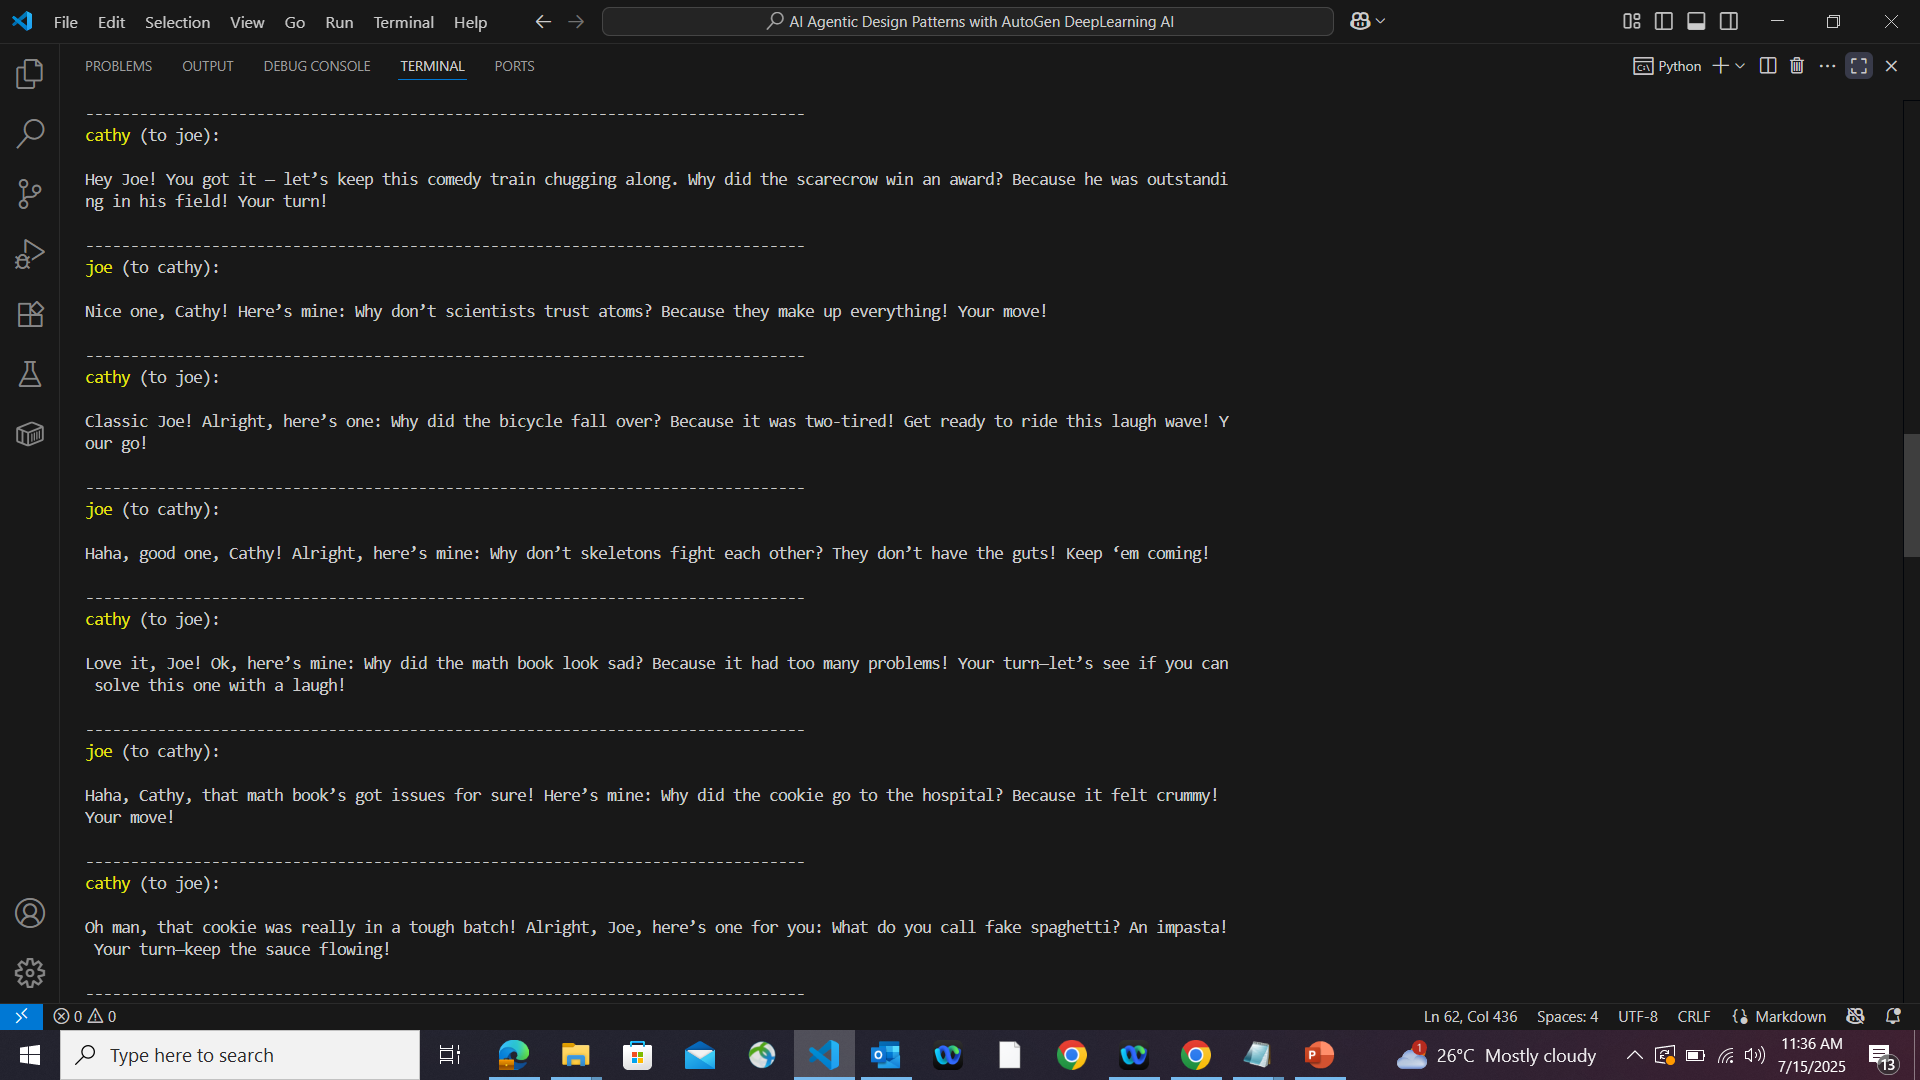 File Edit Selection View Go Run Terminal Help
AI Agentic Design Patterns with AutoGen DeepLearning AI
PROBLEMS OUTPUT DEBUG CONSOLE TERMINAL PORTS
Python
--------------------------------------------------------------------------------
cathy (to joe):
Hey Joe! You got it — let’s keep this comedy train chugging along. Why did the scarecrow win an award? Because he was outstandi
ng in his field! Your turn!
--------------------------------------------------------------------------------
joe (to cathy):
Nice one, Cathy! Here’s mine: Why don’t scientists trust atoms? Because they make up everything! Your move!
--------------------------------------------------------------------------------
cathy (to joe):
Classic Joe! Alright, here’s one: Why did the bicycle fall over? Because it was two-tired! Get ready to ride this laugh wave! Y
our go!
--------------------------------------------------------------------------------
joe (to cathy):
Haha, good one, Cathy! Alright, here’s mine: Why don’t skeletons fight each other? They don’t have the guts! Keep ‘em coming!
--------------------------------------------------------------------------------
cathy (to joe):
Love it, Joe! Ok, here’s mine: Why did the math book look sad? Because it had too many problems! Your turn—let’s see if you can
solve this one with a laugh!
--------------------------------------------------------------------------------
joe (to cathy):
Haha, Cathy, that math book’s got issues for sure! Here’s mine: Why did the cookie go to the hospital? Because it felt crummy!
Your move!
--------------------------------------------------------------------------------
cathy (to joe):
Oh man, that cookie was really in a tough batch! Alright, Joe, here’s one for you: What do you call fake spaghetti? An impasta!
Your turn—keep the sauce flowing!
--------------------------------------------------------------------------------
0 0 Ln 62, Col 436 Spaces: 4 UTF-8 CRLF Markdown
Type here to search
1 26°C Mostly cloudy
11:36 AM
7/15/2025
13